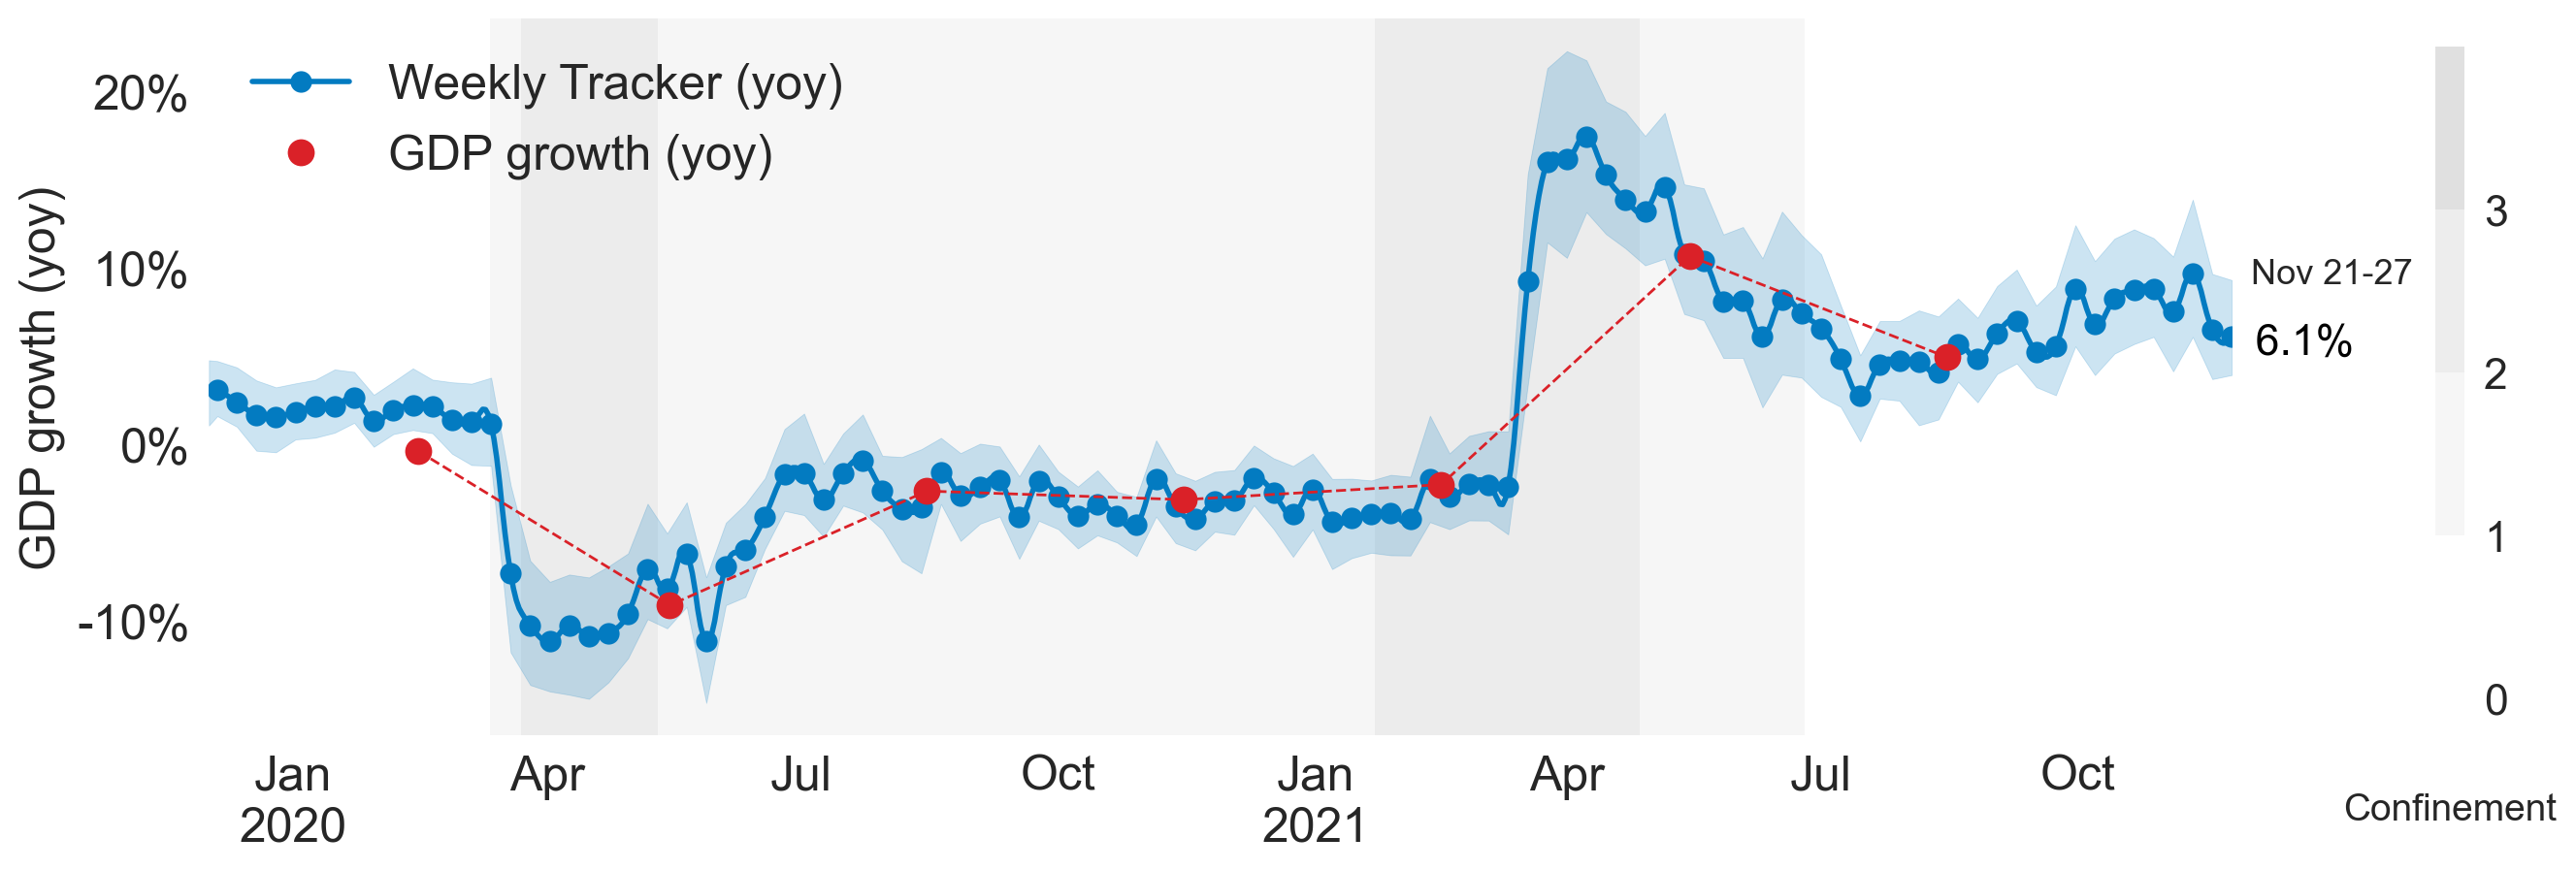 Weekly Tracker (yoy)
GDP growth (yoy)
GDP growth (yoy)
20%
10%
0%
-10%
Jan
2020
Apr
Jul
Oct
Jan
2021
Apr
Jul
Oct
Nov 21-27
6.1%
3
2
1
0
Confinement